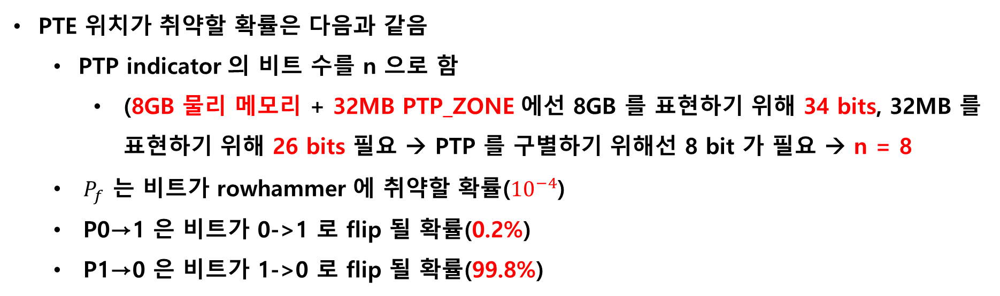 • PTE 위치가 취약할 확률은 다음과 같음
• PTP indicator 의 비트 수를 n 으로 함
• (8GB 물리 메모리 + 32MB PTP_ZONE 에선 8GB 를 표현하기 위해 34 bits, 32MB 를
표현하기 위해 26 bits 필요 → PTP 를 구별하기 위해선 8 bit 가 필요 → n = 8
• P_f 는 비트가 rowhammer 에 취약할 확률(10⁻⁴)
• P0→1 은 비트가 0->1 로 flip 될 확률(0.2%)
• P1→0 은 비트가 1->0 로 flip 될 확률(99.8%)